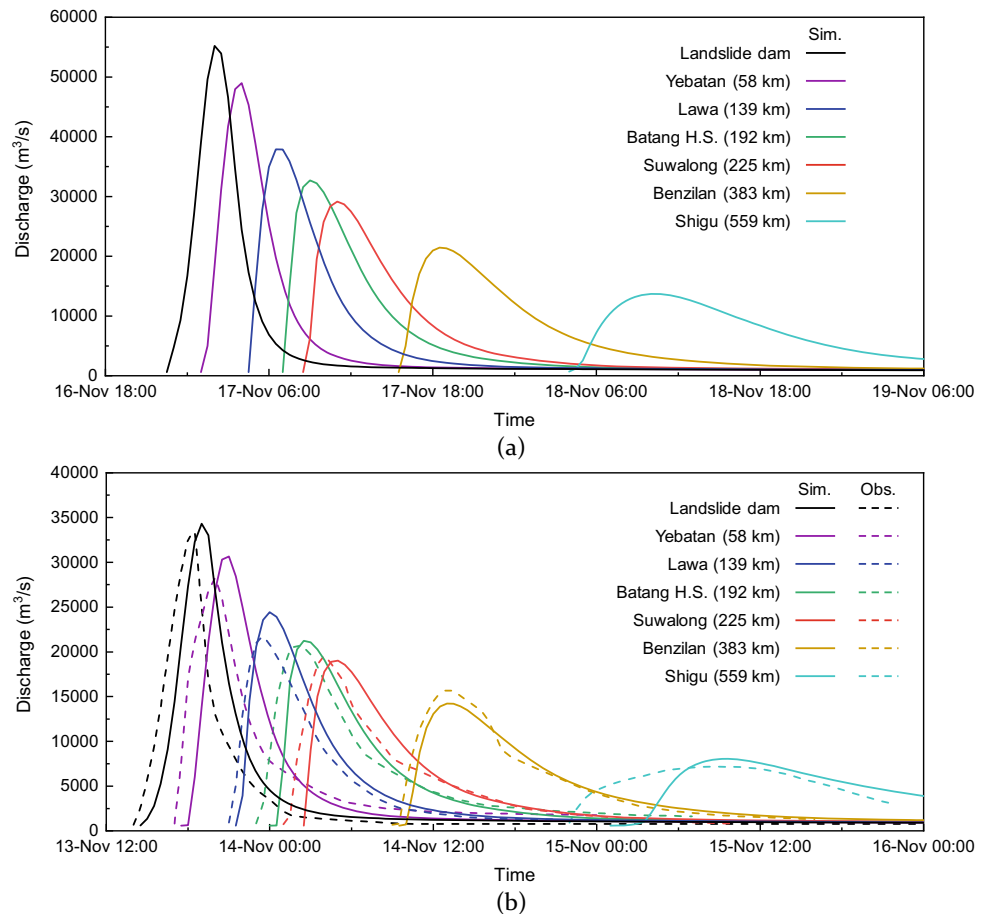 60000
50000
40000
30000
20000
10000
0
Discharge (m³/s)
Sim.
Landslide dam
Yebatan (58 km)
Lawa (139 km)
Batang H.S. (192 km)
Suwalong (225 km)
Benzilan (383 km)
Shigu (559 km)
16-Nov 18:00 17-Nov 06:00 17-Nov 18:00 18-Nov 06:00 18-Nov 18:00 19-Nov 06:00
Time
(a)
40000
35000
30000
25000
20000
15000
10000
5000
0
Discharge (m³/s)
Sim. Obs.
Landslide dam
Yebatan (58 km)
Lawa (139 km)
Batang H.S. (192 km)
Suwalong (225 km)
Benzilan (383 km)
Shigu (559 km)
13-Nov 12:00 14-Nov 00:00 14-Nov 12:00 15-Nov 00:00 15-Nov 12:00 16-Nov 00:00
Time
(b)